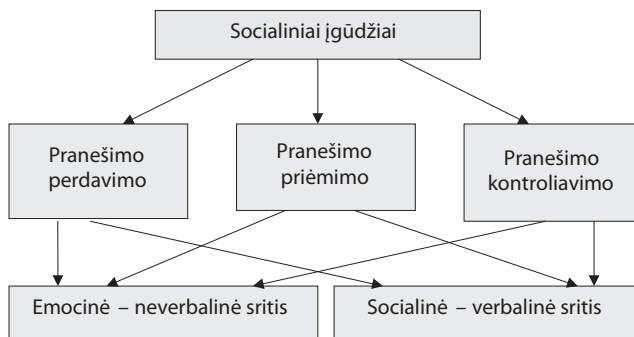 Socialiniai įgūdžiai
Pranešimo
perdavimo
Pranešimo
priėmimo
Pranešimo
kontroliavimo
Emocinė – neverbalinė sritis
Socialinė – verbalinė sritis